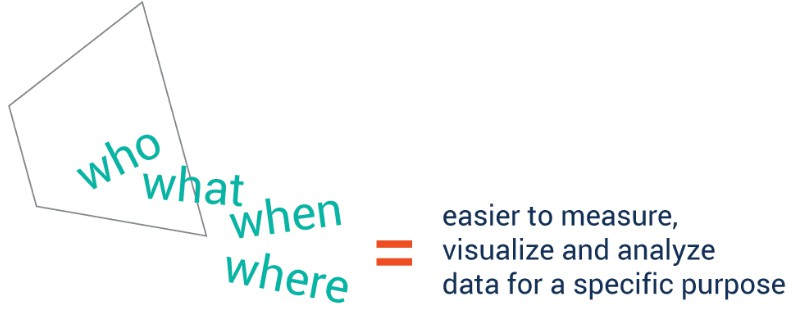 who
what
when
where
=
easier to measure,
visualize and analyze
data for a specific purpose